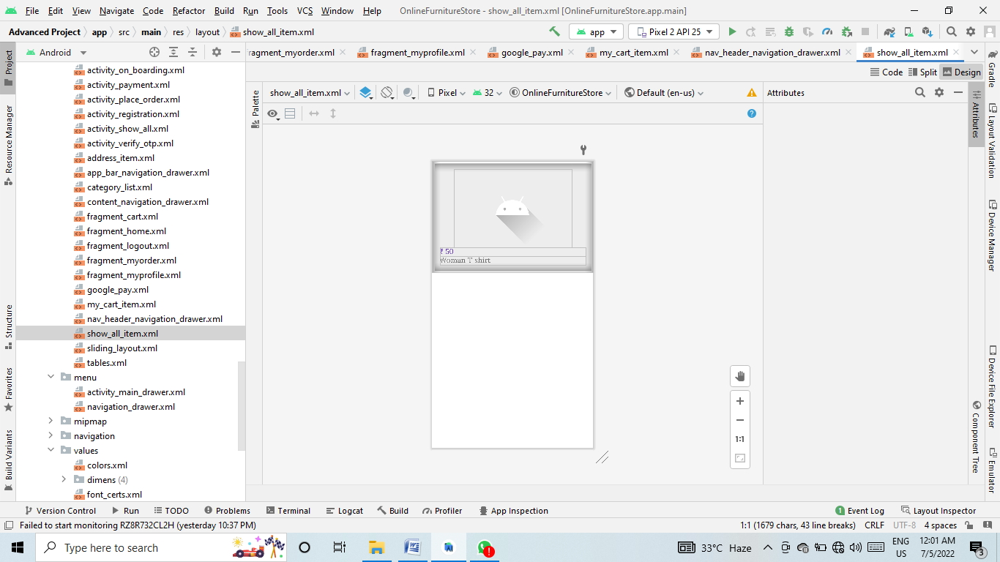 File Edit View Navigate Code Refactor Build Run Tools VCS Window Help OnlineFurnitureStore - show_all_item.xml [OnlineFurnitureStore.app.main]
Advanced Project app src main res layout show_all_item.xml app Pixel 2 API 25
Android
ragment_myorder.xml fragment_myprofile.xml google_pay.xml my_cart_item.xml nav_header_navigation_drawer.xml show_all_item.xml
Code Split Design
show_all_item.xml Pixel 32 OnlineFurnitureStore Default (en-us) Attributes
Project
Resource Manager
Structure
Favorites
Build Variants
activity_on_boarding.xml
activity_payment.xml
activity_place_order.xml
activity_registration.xml
activity_show_all.xml
activity_verify_otp.xml
address_item.xml
app_bar_navigation_drawer.xml
category_list.xml
content_navigation_drawer.xml
fragment_cart.xml
fragment_home.xml
fragment_logout.xml
fragment_myorder.xml
fragment_myprofile.xml
google_pay.xml
my_cart_item.xml
nav_header_navigation_drawer.xml
show_all_item.xml
sliding_layout.xml
tables.xml
menu
activity_main_drawer.xml
navigation_drawer.xml
mipmap
navigation
values
colors.xml
dimens (4)
font_certs.xml
Palette
₹ 50
Woman T shirt
1:1
Attributes
Component Tree
Gradle
Layout Validation
Device Manager
Device File Explorer
Emulator
Version Control Run TODO Problems Terminal Logcat Build Profiler App Inspection 1 Event Log Layout Inspector
Failed to start monitoring RZ8R732CL2H (yesterday 10:37 PM) 1:1 (1679 chars, 43 line breaks) CRLF UTF-8 4 spaces
Type here to search 33°C Haze ENG US 12:01 AM 7/5/2022 3